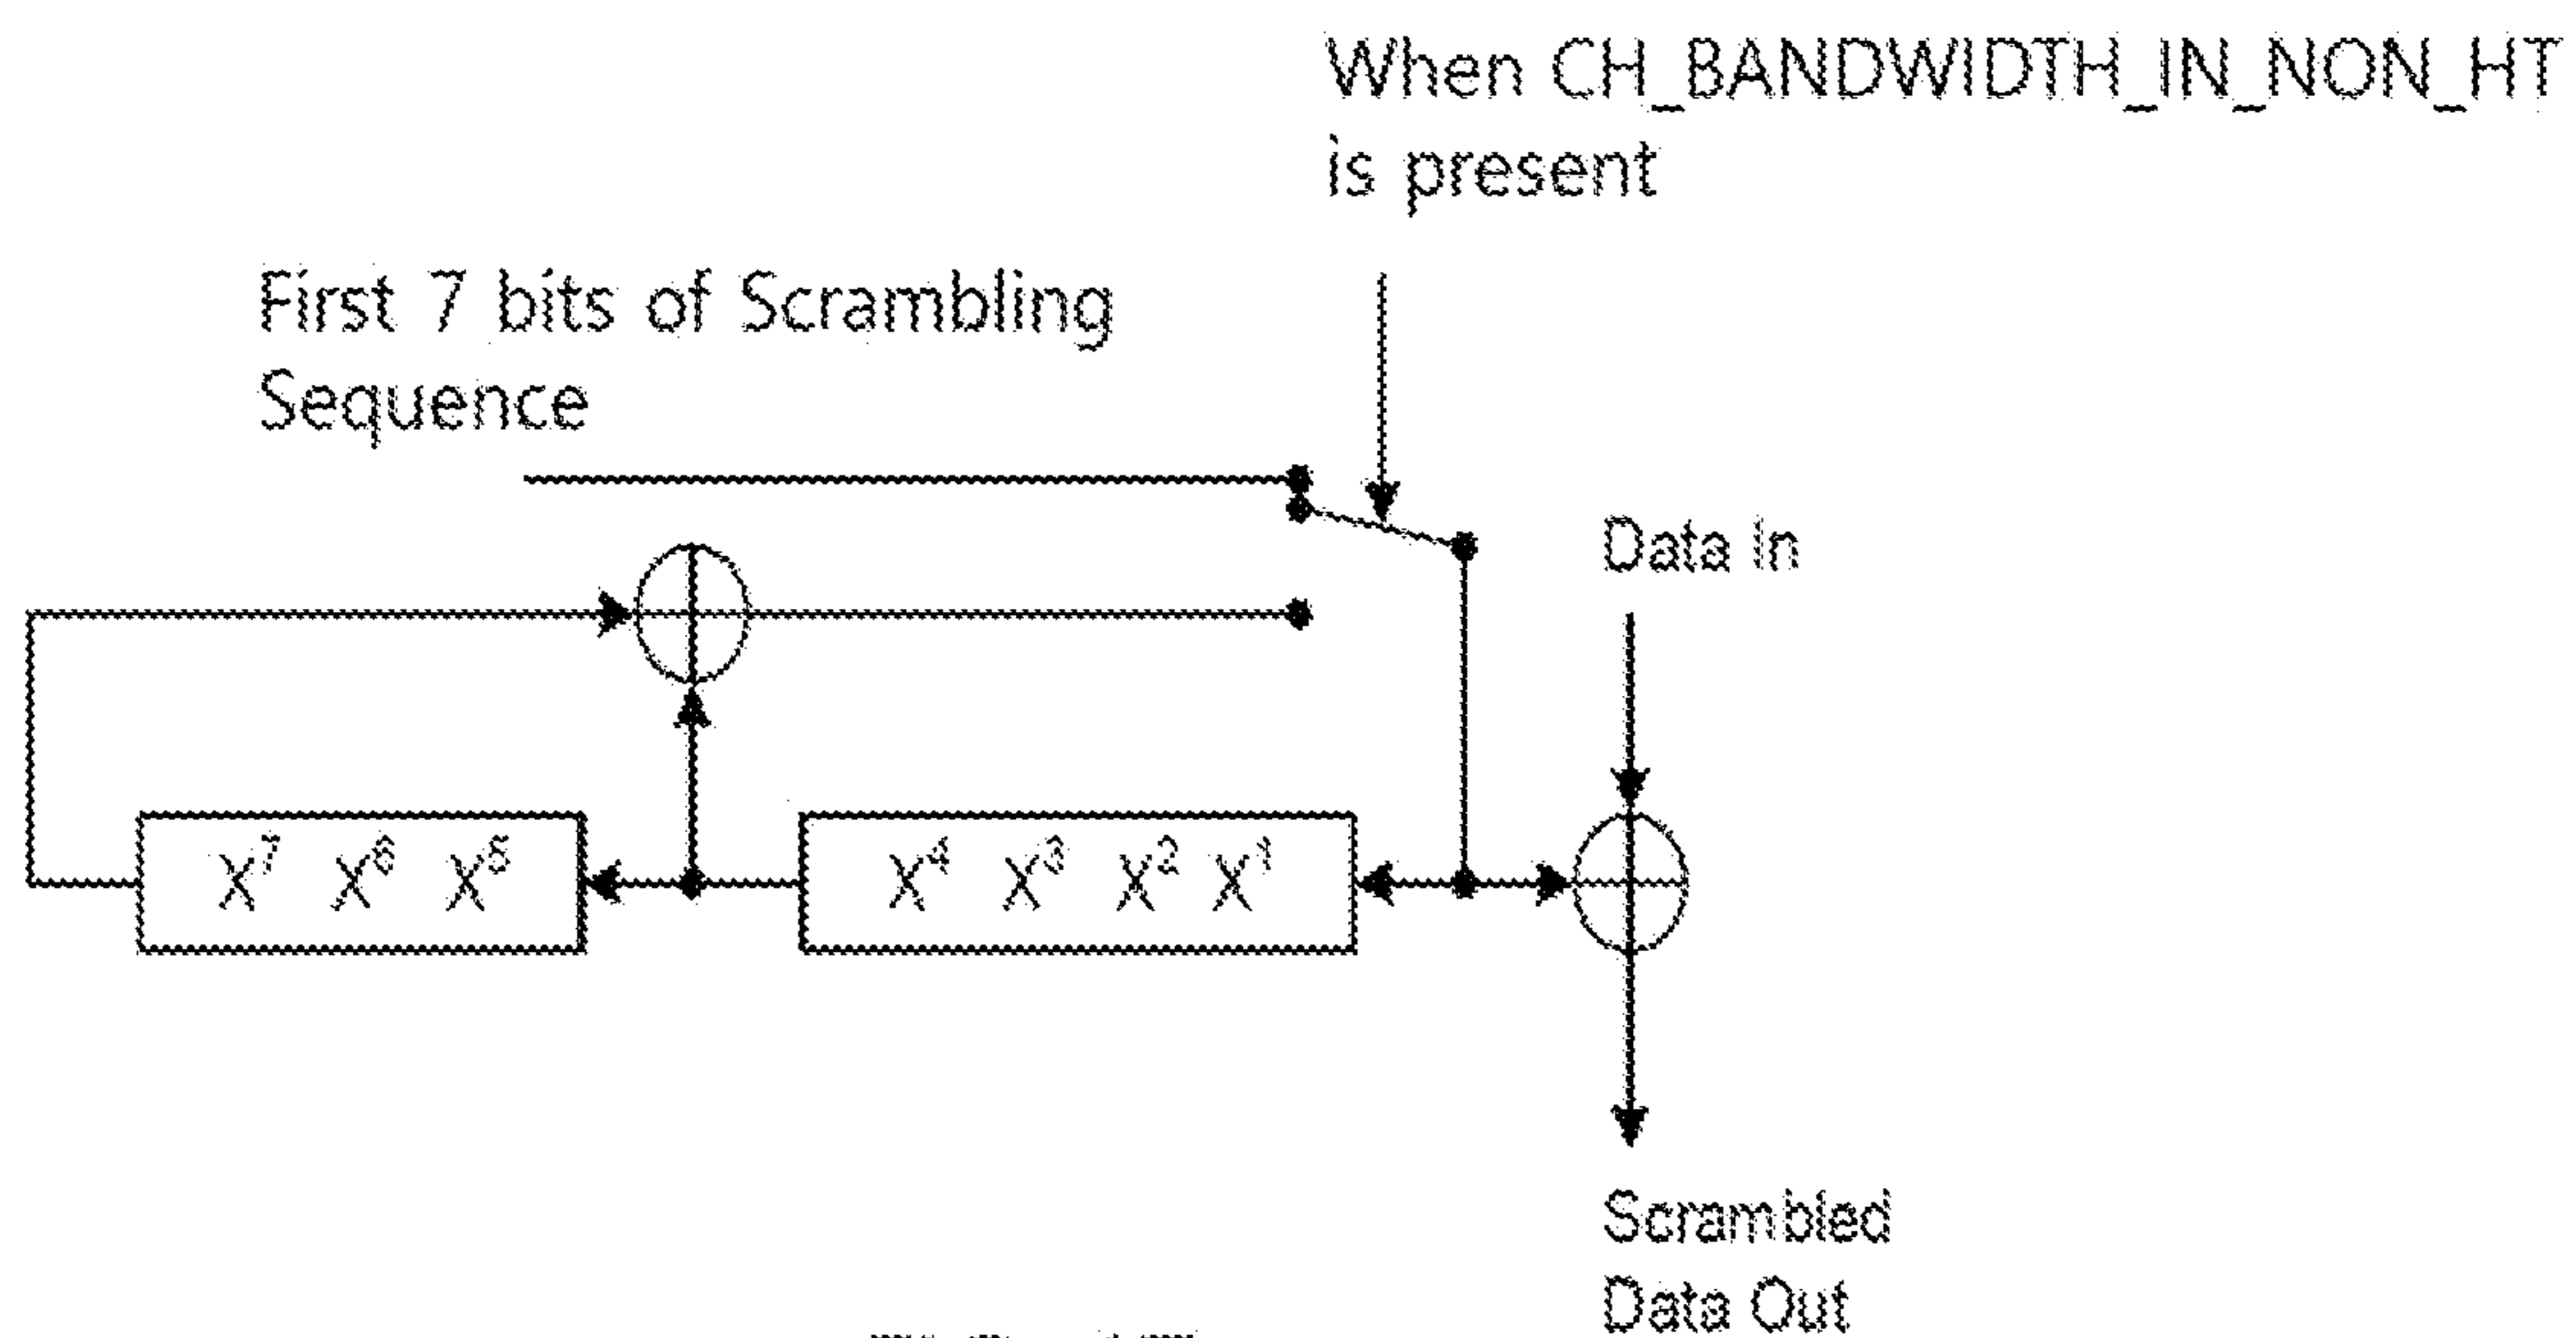 When CH_BANDWIDTH_IN_NON_HT
is present
First 7 bits of Scrambling
Sequence
Data In
X⁷ X⁶ X⁵
X⁴ X³ X² X¹
Scrambled
Data Out